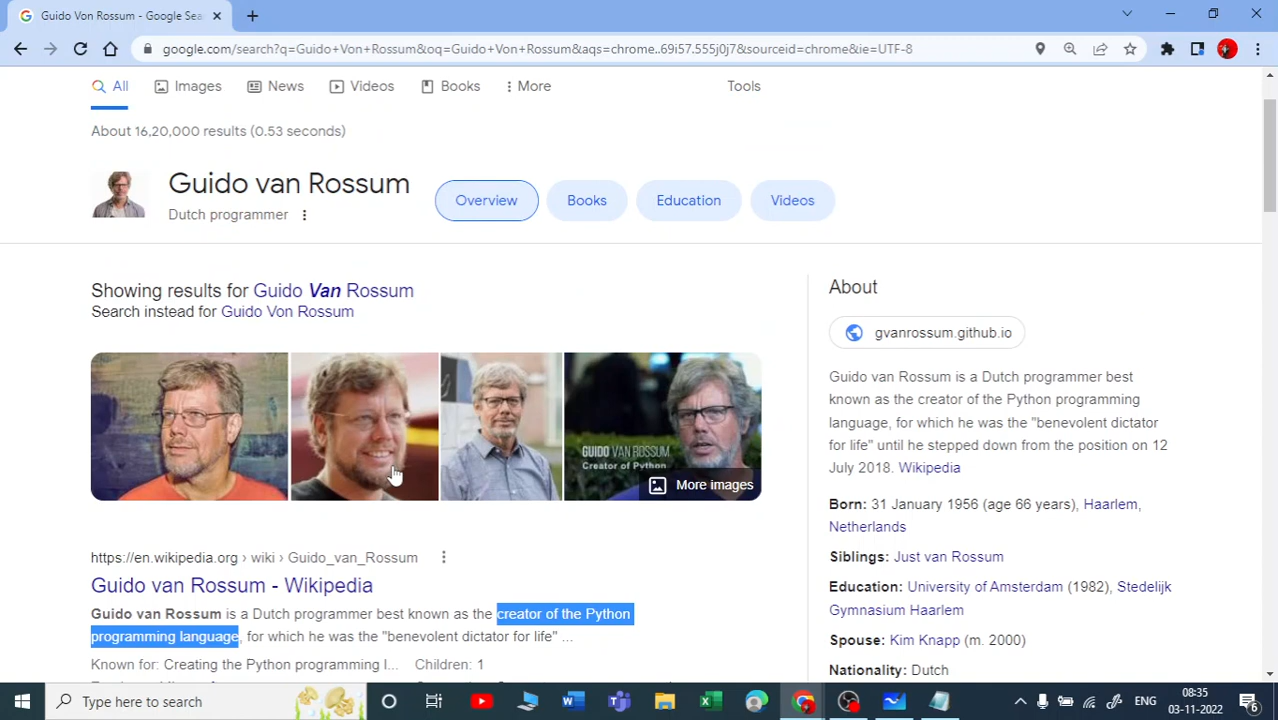 Guido Von Rossum - Google Sea
google.com/search?q=Guido+Von+Rossum&oq=Guido+Von+Rossum&aqs=chrome..69i57.555j0j7&sourceid=chrome&ie=UTF-8
All Images News Videos Books More Tools
About 16,20,000 results (0.53 seconds)
Guido van Rossum
Dutch programmer
Overview Books Education Videos
Showing results for Guido Van Rossum
Search instead for Guido Von Rossum
GUIDO VAN ROSSUM
Creator of Python
More images
https://en.wikipedia.org › wiki › Guido_van_Rossum
Guido van Rossum - Wikipedia
Guido van Rossum is a Dutch programmer best known as the creator of the Python
programming language, for which he was the "benevolent dictator for life" ...
Known for: Creating the Python programming l... Children: 1
About
gvanrossum.github.io
Guido van Rossum is a Dutch programmer best
known as the creator of the Python programming
language, for which he was the "benevolent dictator
for life" until he stepped down from the position on 12
July 2018. Wikipedia
Born: 31 January 1956 (age 66 years), Haarlem,
Netherlands
Siblings: Just van Rossum
Education: University of Amsterdam (1982), Stedelijk
Gymnasium Haarlem
Spouse: Kim Knapp (m. 2000)
Nationality: Dutch
Type here to search
ENG
08:35
03-11-2022
6